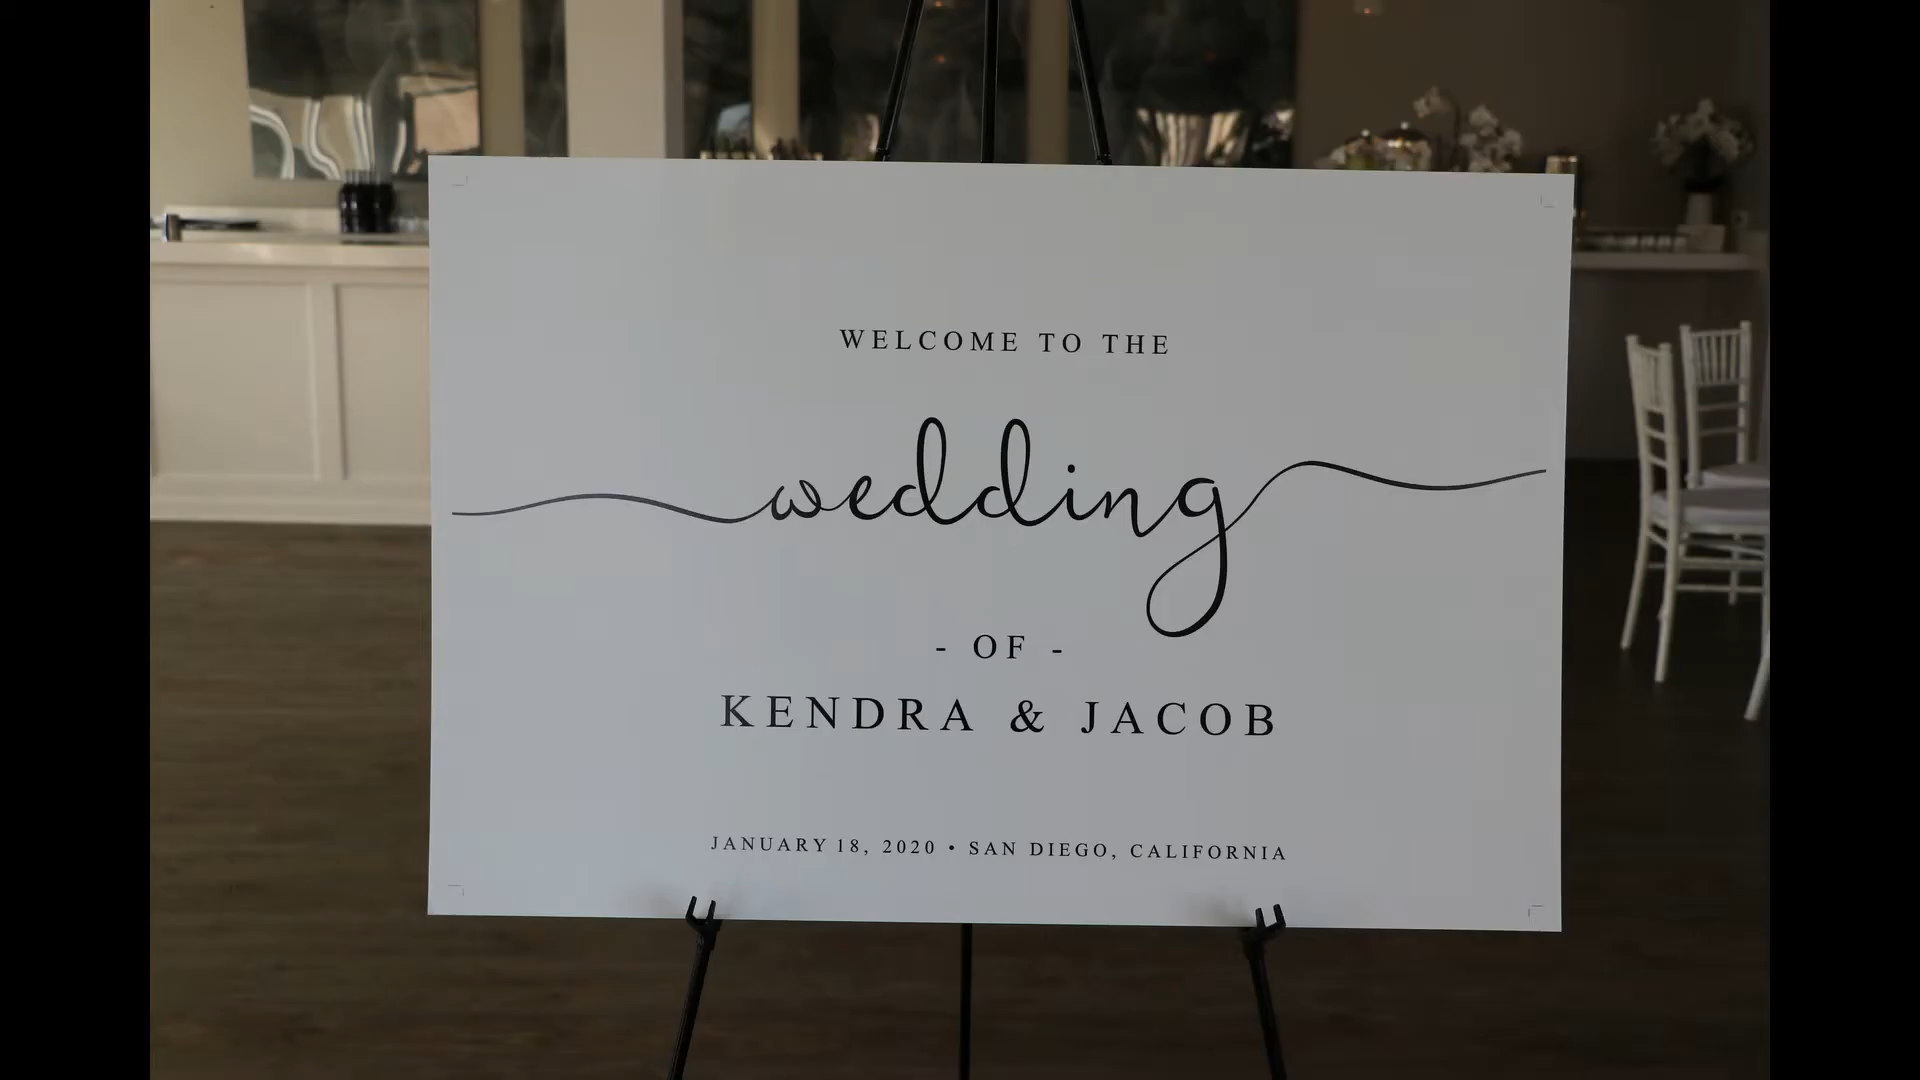 WELCOME TO THE
wedding
- OF -
KENDRA & JACOB
JANUARY 18, 2020 • SAN DIEGO, CALIFORNIA